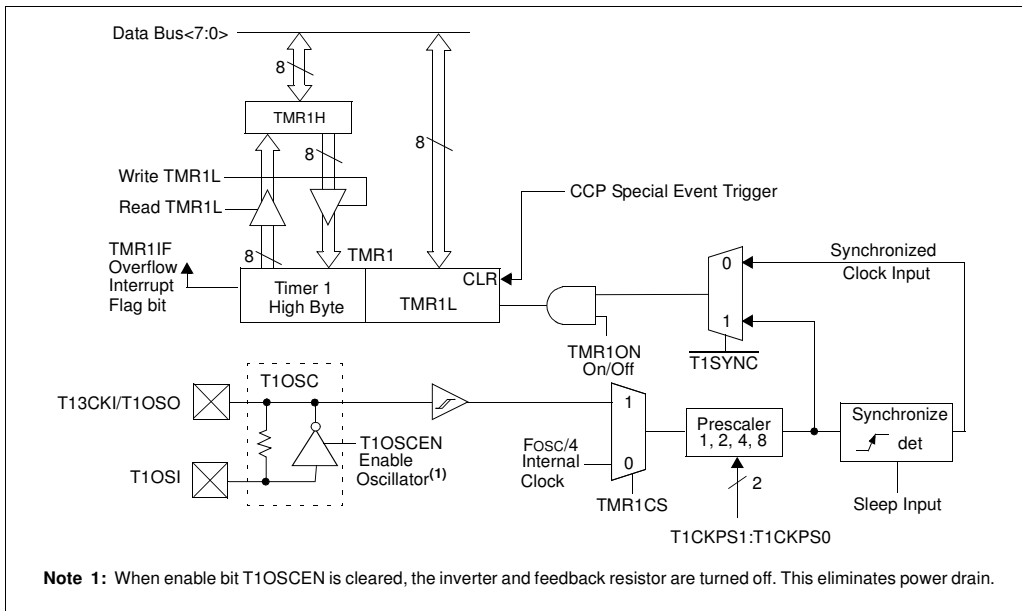 Data Bus<7:0>
8
TMR1H
8
8
Write TMR1L
Read TMR1L
CCP Special Event Trigger
TMR1IF
Overflow
Interrupt
Flag bit
8
TMR1
Timer 1
High Byte
TMR1L
CLR
0
1
Synchronized
Clock Input
TMR1ON
On/Off
T1SYNC
T1OSC
T13CKI/T1OSO
T1OSI
T1OSCEN
Enable
Oscillator(1)
FOSC/4
Internal
Clock
1
0
TMR1CS
Prescaler
1, 2, 4, 8
2
T1CKPS1:T1CKPS0
Synchronize
det
Sleep Input
Note 1: When enable bit T1OSCEN is cleared, the inverter and feedback resistor are turned off. This eliminates power drain.